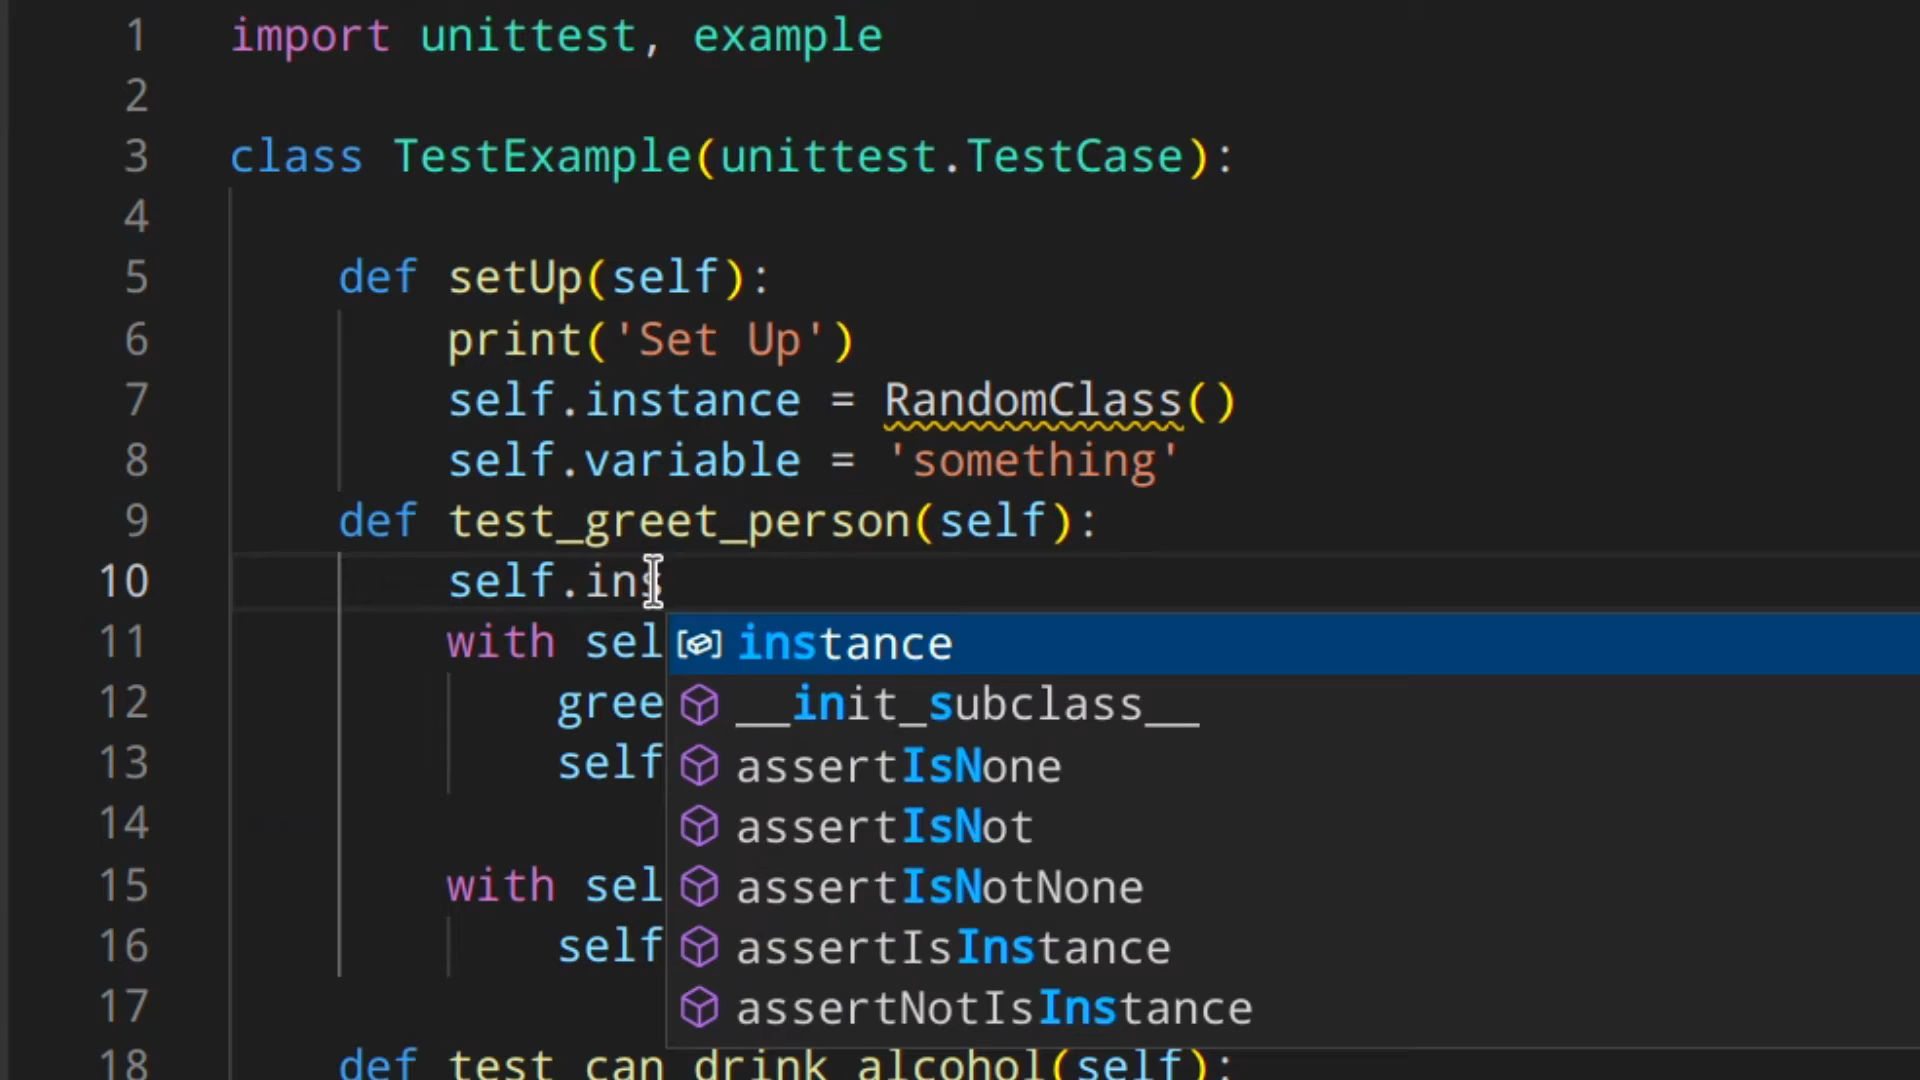 1 import unittest, example
2
3 class TestExample(unittest.TestCase):
4
5 def setUp(self):
6 print('Set Up')
7 self.instance = RandomClass()
8 self.variable = 'something'
9 def test_greet_person(self):
10 self.ins
11 with sel
instance
12 gree
__init_subclass__
13 self
assertIsNone
14
assertIsNot
15 with sel
assertIsNotNone
16 self
assertIsInstance
17
assertNotIsInstance
18 def test_can_drink_alcohol(self):